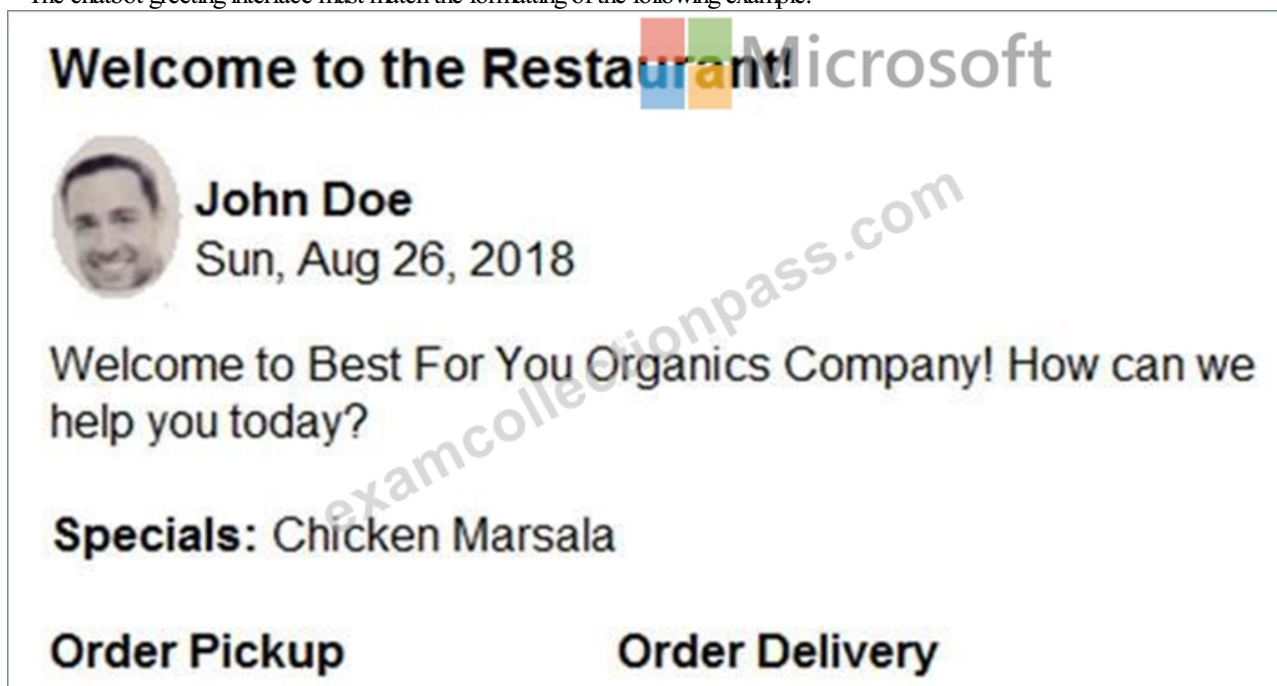 The chatbot greeting interface must match the formatting of the following example:
Microsoft
Welcome to the Restaurant!
John Doe
Sun, Aug 26, 2018
examcollectionpass.com
Welcome to Best For You Organics Company! How can we
help you today?
Specials: Chicken Marsala
Order Pickup Order Delivery